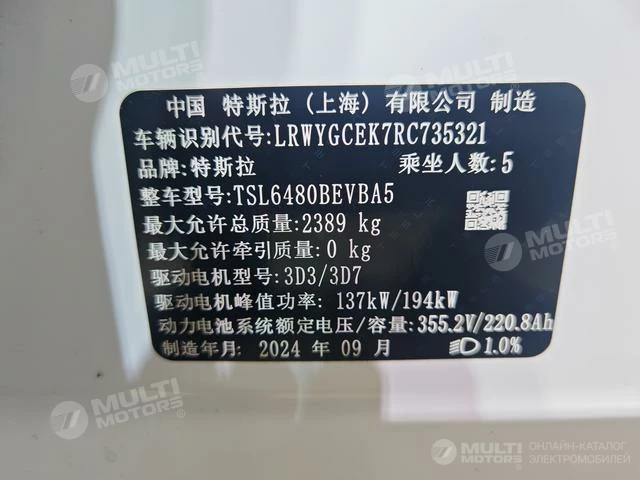 中国 特斯拉（上海）有限公司 制造
车辆识别代号:LRWYGCEK7RC735321
品牌:特斯拉 乘坐人数:5
整车型号:TSL6480BEVBA5
最大允许总质量:2389 kg
最大允许牵引质量:0 kg
驱动电机型号:3D3/3D7
驱动电机峰值功率: 137kW/194kW
动力电池系统额定电压/容量:355.2V/220.8Ah
制造年月: 2024 年 09 月 1.0%
MULTI MOTORS
MULTI MOTORS
MULTI MOTORS
MULTI MOTORS
MULTI MOTORS
ОНЛАЙН-КАТАЛОГ
ЭЛЕКТРОМОБИЛЕЙ